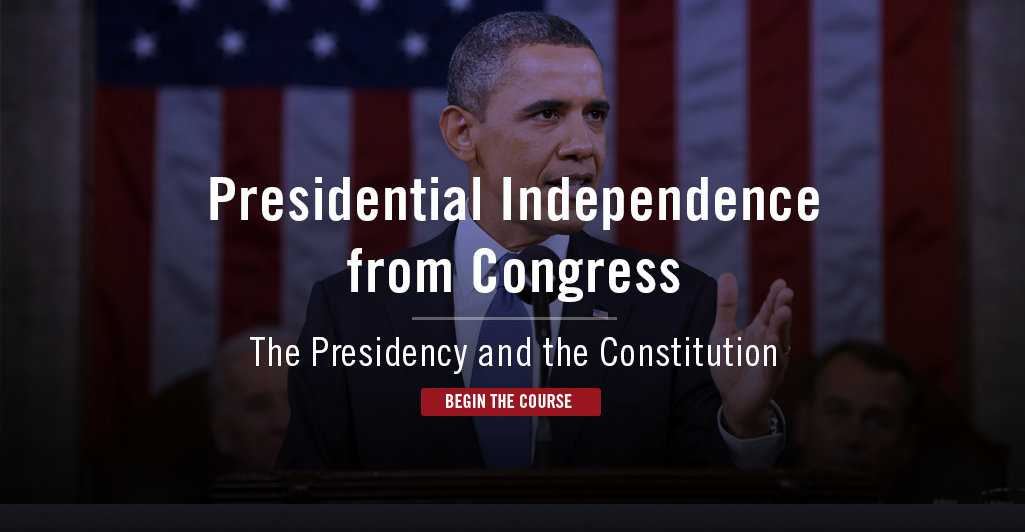 Presidential Independence
from Congress
The Presidency and the Constitution
BEGIN THE COURSE